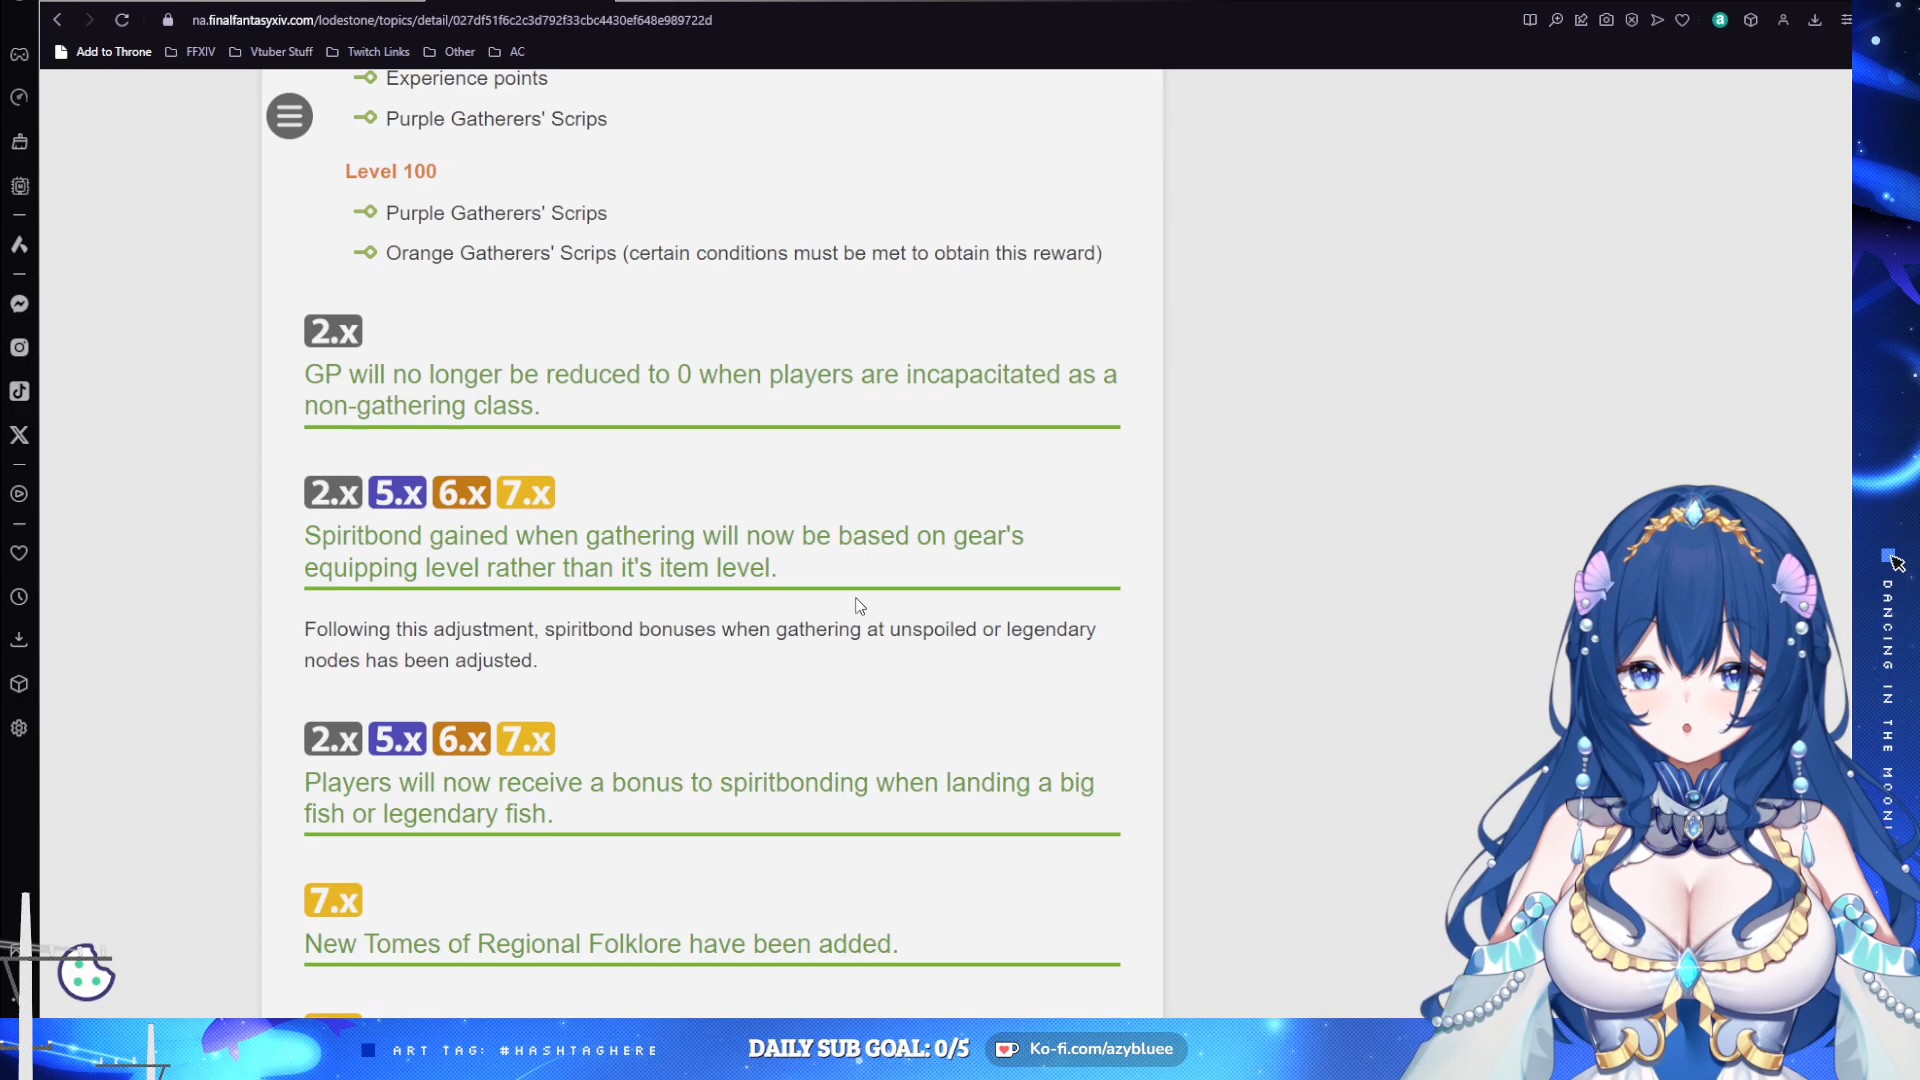 na.finalfantasyxiv.com/lodestone/topics/detail/027df51f6c2c3d792f33cbc4430ef648e989722d
Add to Throne FFXIV Vtuber Stuff Twitch Links Other AC
Experience points
Purple Gatherers' Scrips
Level 100
Purple Gatherers' Scrips
Orange Gatherers' Scrips (certain conditions must be met to obtain this reward)
2.x
GP will no longer be reduced to 0 when players are incapacitated as a
non-gathering class.
2.x 5.x 6.x 7.x
Spiritbond gained when gathering will now be based on gear's
equipping level rather than it's item level.
Following this adjustment, spiritbond bonuses when gathering at unspoiled or legendary
nodes has been adjusted.
2.x 5.x 6.x 7.x
Players will now receive a bonus to spiritbonding when landing a big
fish or legendary fish.
7.x
New Tomes of Regional Folklore have been added.
DANCING IN THE MOONL
ART TAG: #HASHTAGHERE
DAILY SUB GOAL: 0/5
Ko-fi.com/azybluee